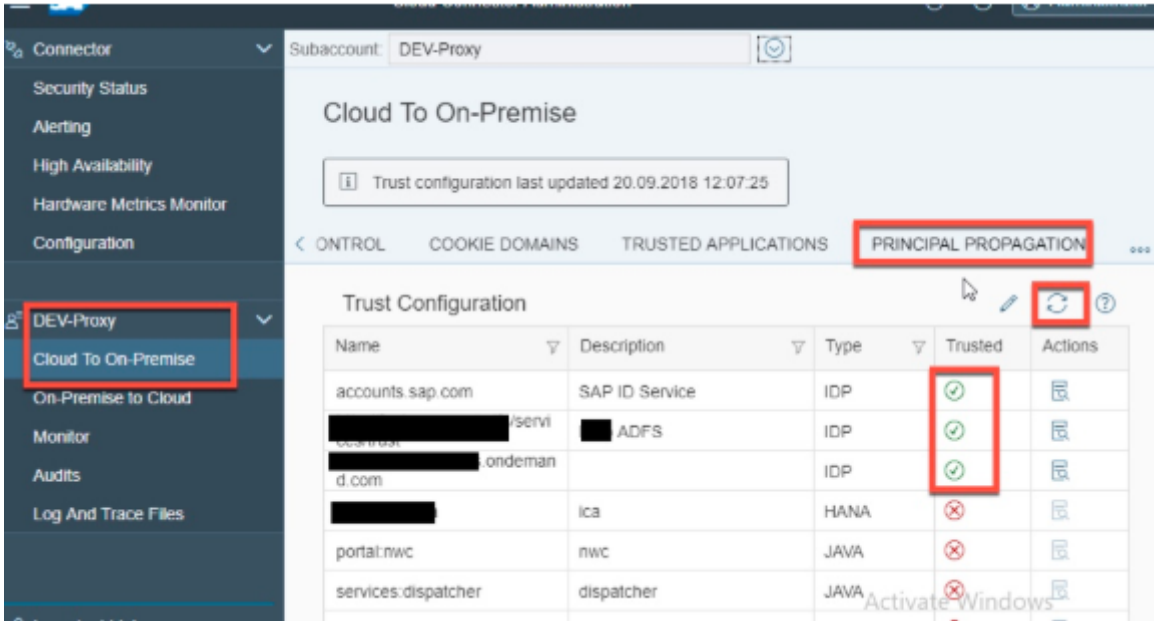 Connector
Security Status
Alerting
High Availability
Hardware Metrics Monitor
Configuration
DEV-Proxy
Cloud To On-Premise
On-Premise to Cloud
Monitor
Audits
Log And Trace Files
Subaccount: DEV-Proxy
Cloud To On-Premise
Trust configuration last updated 20.09.2018 12:07:25
ONTROL COOKIE DOMAINS TRUSTED APPLICATIONS PRINCIPAL PROPAGATION
Trust Configuration
Name Description Type Trusted Actions
accounts.sap.com SAP ID Service IDP
/servi
ADFS IDP
.ondeman
d.com IDP
ica HANA
portal:nwc nwc JAVA
services:dispatcher dispatcher JAVA
Activate Windows